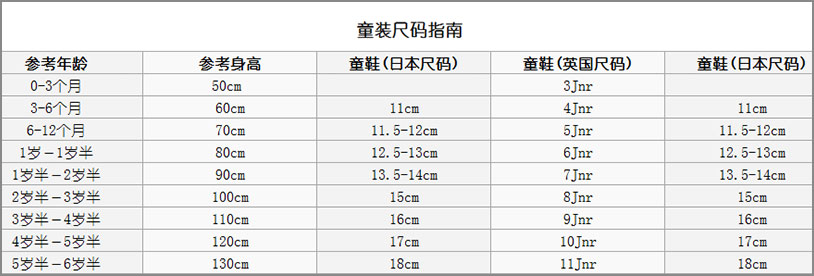 童装尺码指南
参考年龄 参考身高 童鞋(日本尺码) 童鞋(英国尺码) 童鞋(日本尺码)
0-3个月 50cm 3Jnr
3-6个月 60cm 11cm 4Jnr 11cm
6-12个月 70cm 11.5-12cm 5Jnr 11.5-12cm
1岁－1岁半 80cm 12.5-13cm 6Jnr 12.5-13cm
1岁半－2岁半 90cm 13.5-14cm 7Jnr 13.5-14cm
2岁半－3岁半 100cm 15cm 8Jnr 15cm
3岁半－4岁半 110cm 16cm 9Jnr 16cm
4岁半－5岁半 120cm 17cm 10Jnr 17cm
5岁半－6岁半 130cm 18cm 11Jnr 18cm